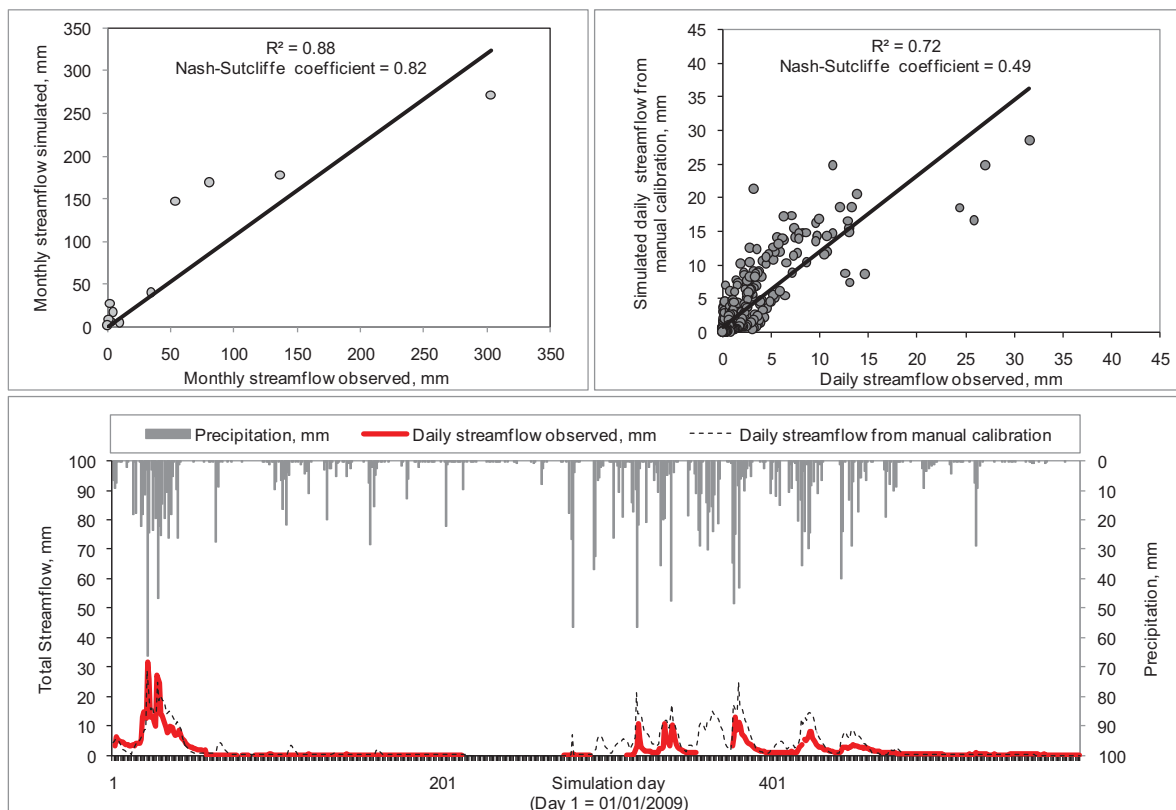 R² = 0.88
Nash-Sutcliffe coefficient = 0.82
Monthly streamflow simulated, mm
350
300
250
200
150
100
50
0
0 50 100 150 200 250 300 350
Monthly streamflow observed, mm
R² = 0.72
Nash-Sutcliffe coefficient = 0.49
Simulated daily streamflow from
manual calibration, mm
45
40
35
30
25
20
15
10
5
0
0 5 10 15 20 25 30 35 40 45
Daily streamflow observed, mm
Precipitation, mm Daily streamflow observed, mm Daily streamflow from manual calibration
Total Streamflow, mm
100
90
80
70
60
50
40
30
20
10
0
Precipitation, mm
0
10
20
30
40
50
60
70
80
90
100
1 201 401
Simulation day
(Day 1 = 01/01/2009)